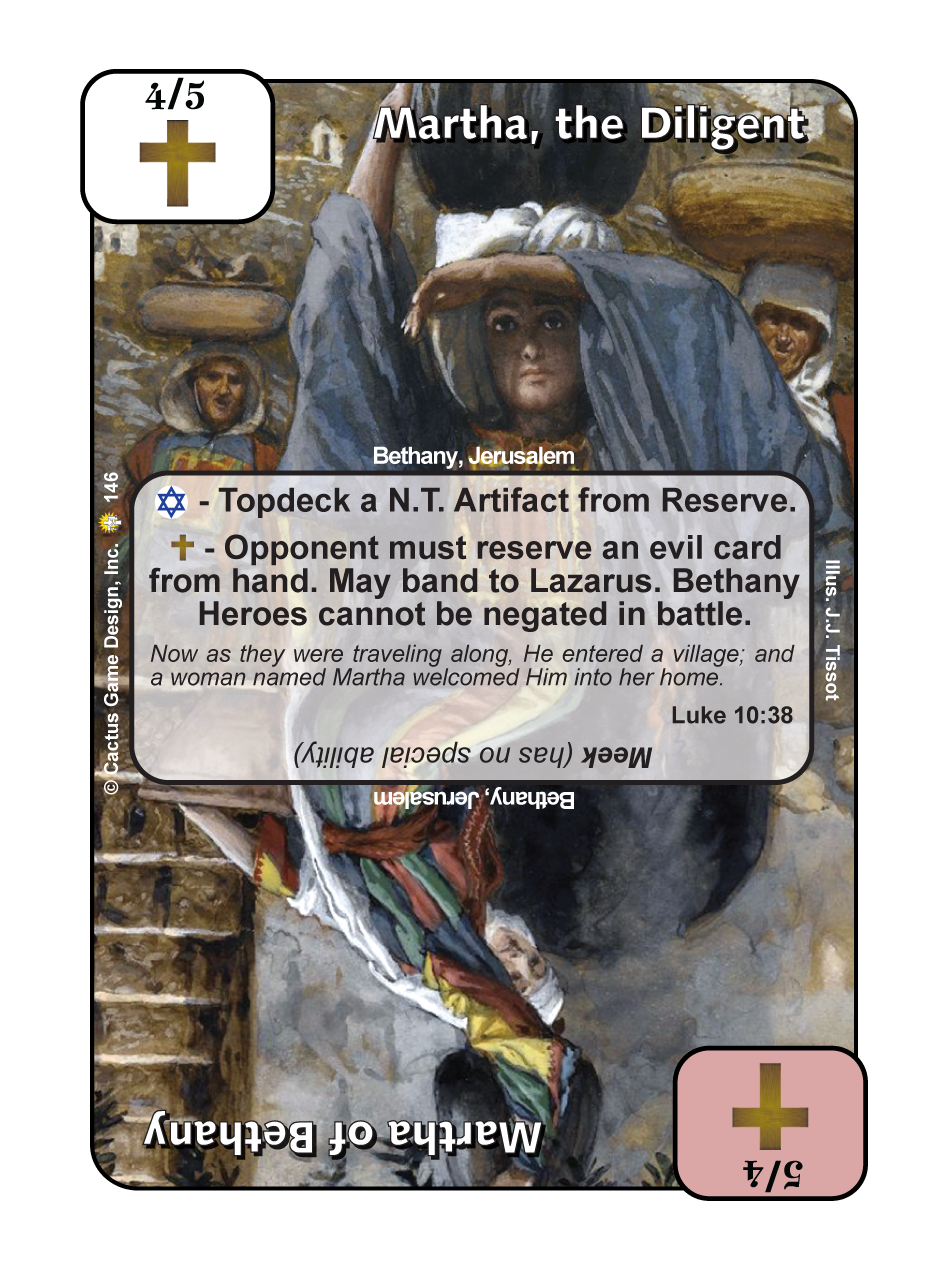 4/5
Martha, the Diligent
Bethany, Jerusalem
- Topdeck a N.T. Artifact from Reserve.
- Opponent must reserve an evil card
from hand. May band to Lazarus. Bethany
Heroes cannot be negated in battle.
Now as they were traveling along, He entered a village; and
a woman named Martha welcomed Him into her home.
Luke 10:38
Meek (has no special ability)
Bethany, Jerusalem
© Cactus Game Design, Inc. 146
Illus. J.J. Tissot
Martha of Bethany
5/4